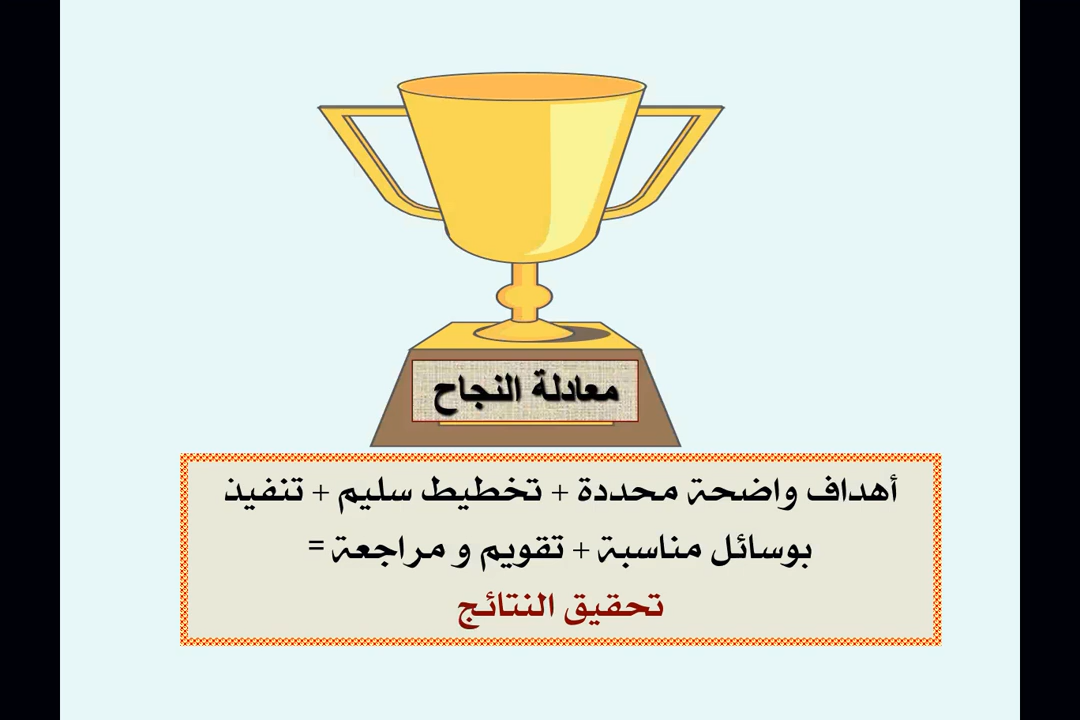 معادلة النجاح
أهداف واضحة محددة + تخطيط سليم + تنفيذ
بوسائل مناسبة + تقويم و مراجعة =
تحقيق النتائج